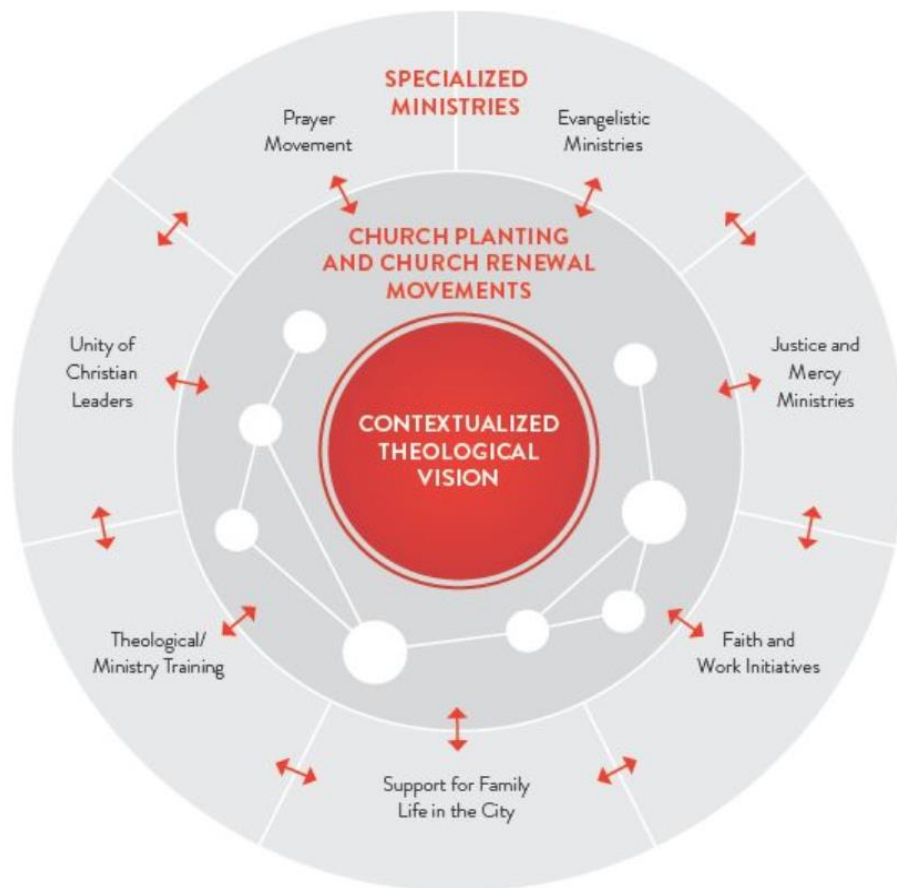 SPECIALIZED
MINISTRIES
Prayer
Movement
Evangelistic
Ministries
CHURCH PLANTING
AND CHURCH RENEWAL
MOVEMENTS
Unity of
Christian
Leaders
Justice and
Mercy
Ministries
CONTEXTUALIZED
THEOLOGICAL
VISION
Theological/
Ministry Training
Faith and
Work Initiatives
Support for Family
Life in the City